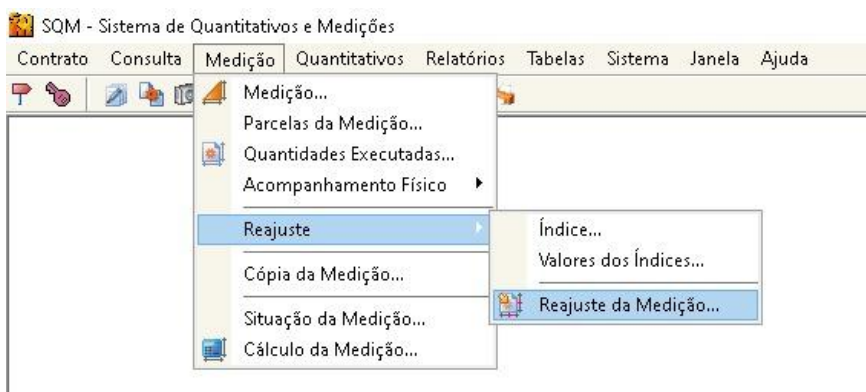 SQM - Sistema de Quantitativos e Medições
Contrato Consulta Medição Quantitativos Relatórios Tabelas Sistema Janela Ajuda
Medição...
Parcelas da Medição...
Quantidades Executadas...
Acompanhamento Físico
Reajuste
Índice...
Valores dos Índices...
Reajuste da Medição...
Cópia da Medição...
Situação da Medição...
Cálculo da Medição...